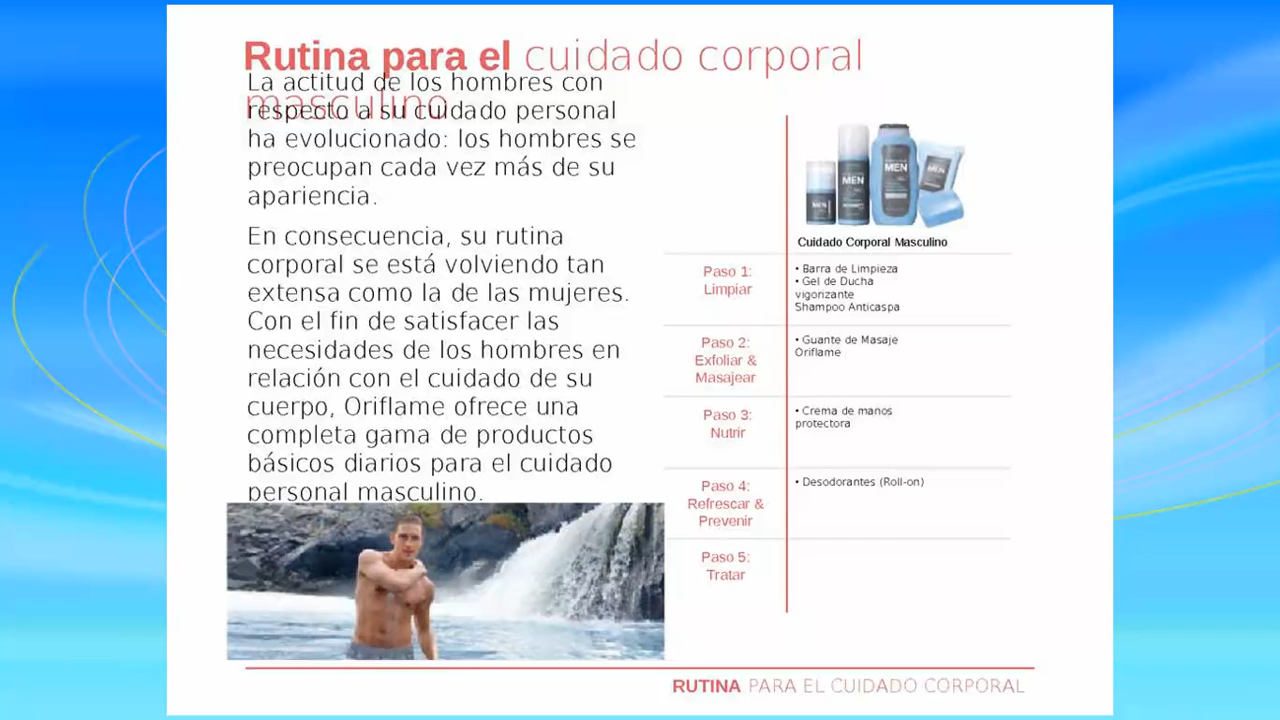 Rutina para el cuidado corporal
masculino
La actitud de los hombres con
respecto a su cuidado personal
ha evolucionado: los hombres se
preocupan cada vez más de su
apariencia.
En consecuencia, su rutina
corporal se está volviendo tan
extensa como la de las mujeres.
Con el fin de satisfacer las
necesidades de los hombres en
relación con el cuidado de su
cuerpo, Oriflame ofrece una
completa gama de productos
básicos diarios para el cuidado
personal masculino.
MEN
MEN
MEN
MEN
Cuidado Corporal Masculino
Paso 1:
Limpiar
• Barra de Limpieza
• Gel de Ducha
vigorizante
Shampoo Anticaspa
Paso 2:
Exfoliar &
Masajear
• Guante de Masaje
Oriflame
Paso 3:
Nutrir
• Crema de manos
protectora
Paso 4:
Refrescar &
Prevenir
• Desodorantes (Roll-on)
Paso 5:
Tratar
RUTINA PARA EL CUIDADO CORPORAL